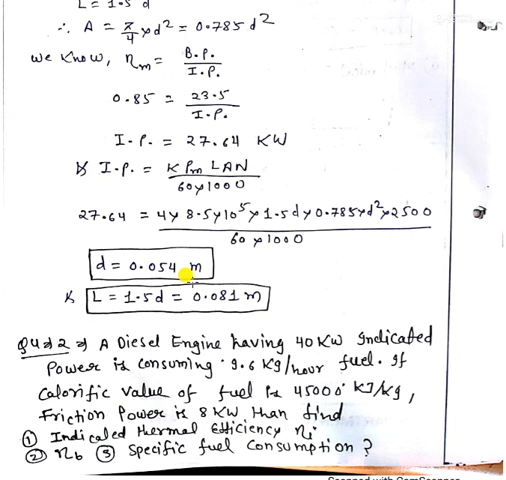 L = 1.5 d
∴ A = π/4 × d² = 0.785 d²
We Know, ηm = B.P. / I.P.
0.85 = 23.5 / I.P.
I.P. = 27.64 KW
& I.P. = K Pm LAN / 60×1000
27.64 = 4 × 8.5×10⁵ × 1.5d × 0.785×d² × 2500 / 60 × 1000
d = 0.054 m
& L = 1.5d = 0.081 m
Que 2 ⇒ A Diesel Engine having 40 KW Indicated
Power is consuming 9.6 Kg/hour fuel. If
Calorific Value of fuel is 45000 KJ/Kg,
Friction Power is 8 KW than find
① Indicated thermal Efficiency ηi
② ηb ③ Specific fuel Consumption ?